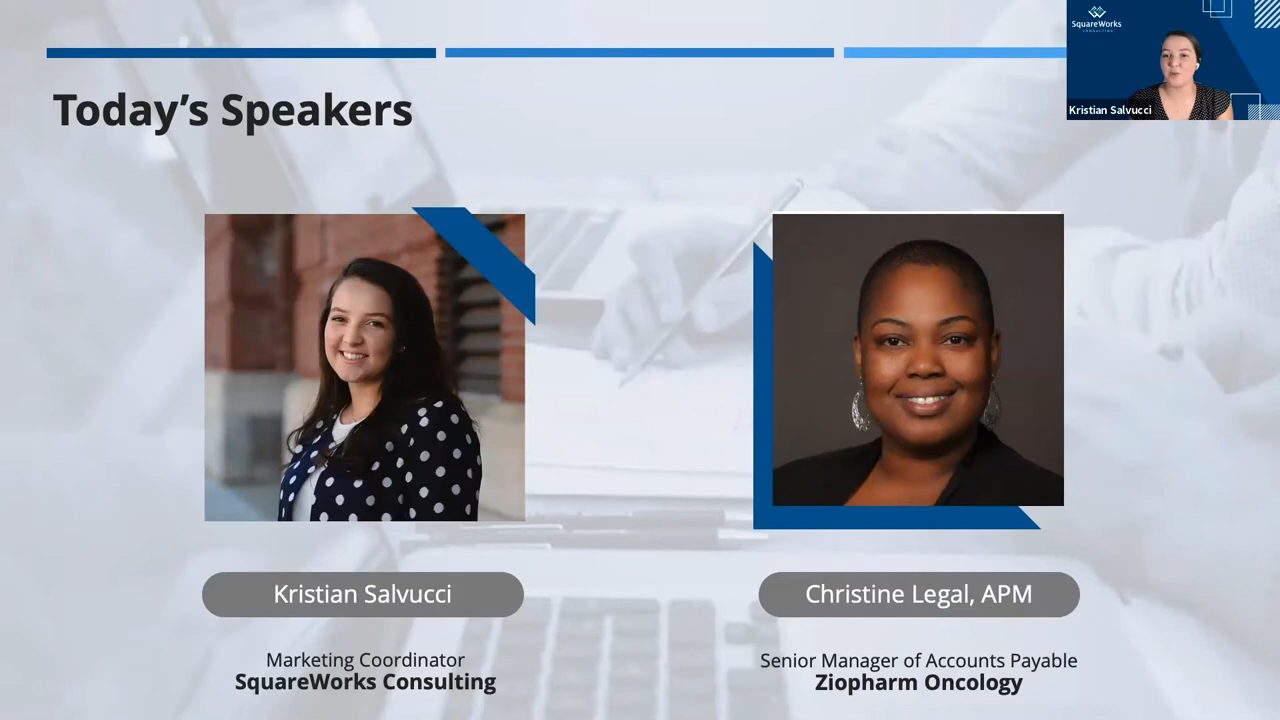 SquareWorks
CONSULTING
Kristian Salvucci
Today's Speakers
Kristian Salvucci
Christine Legal, APM
Marketing Coordinator
SquareWorks Consulting
Senior Manager of Accounts Payable
Ziopharm Oncology